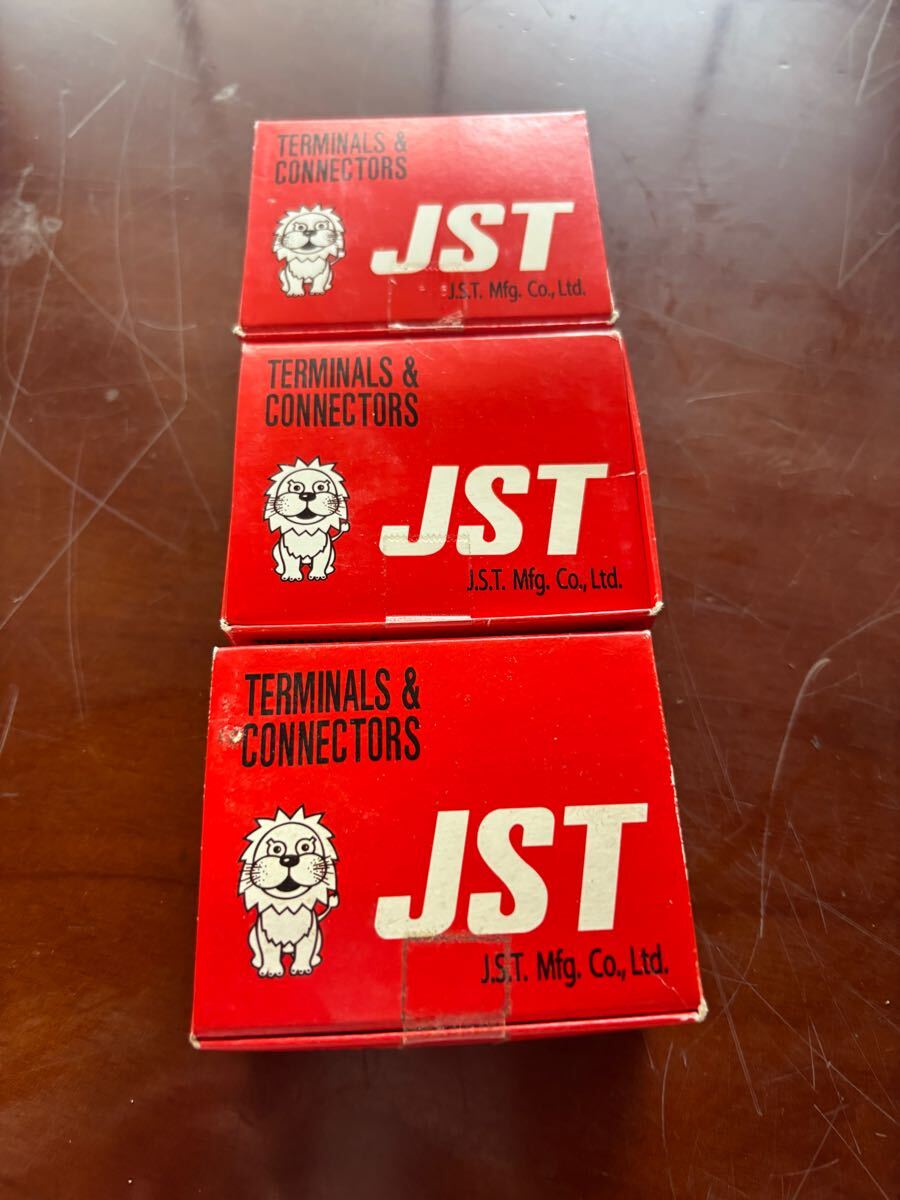 TERMINALS &
CONNECTORS
JST
J.S.T. Mfg. Co., Ltd.
TERMINALS &
CONNECTORS
JST
J.S.T. Mfg. Co., Ltd.
TERMINALS &
CONNECTORS
JST
J.S.T. Mfg. Co., Ltd.